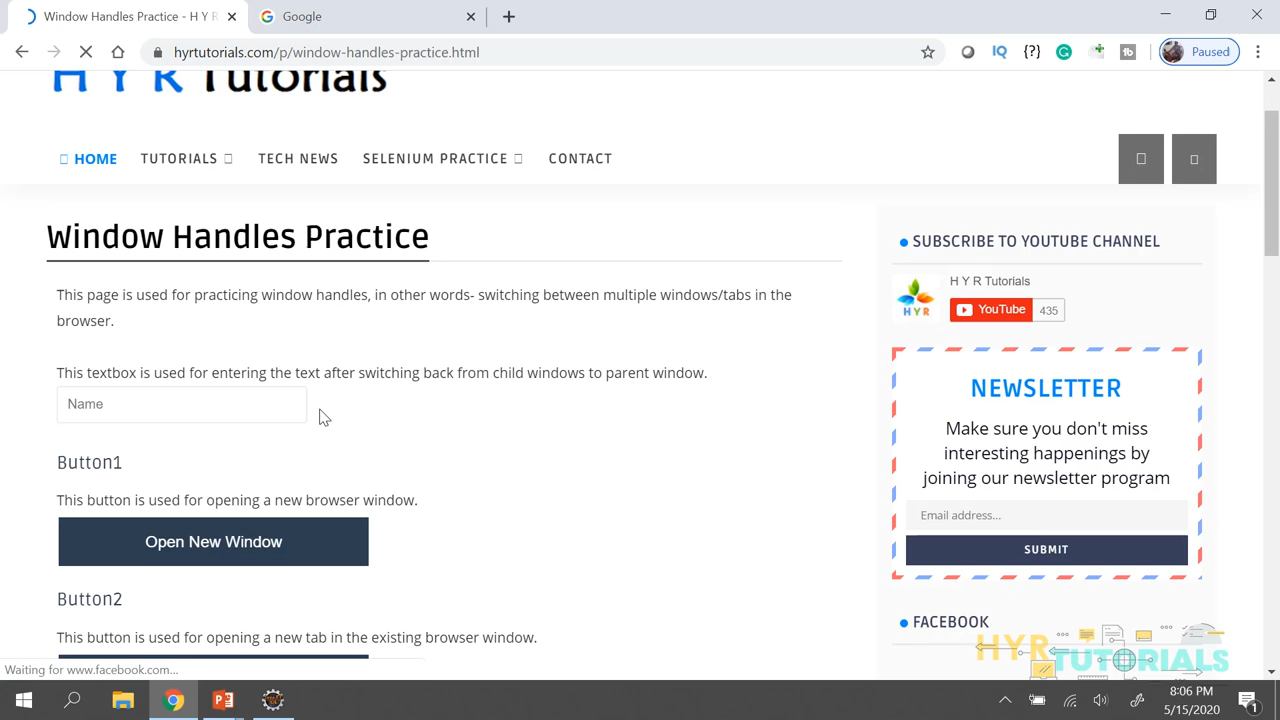 Window Handles Practice - H Y R
Google
hyrtutorials.com/p/window-handles-practice.html
IQ
{?}
tb
Paused
H Y R Tutorials
HOME
TUTORIALS
TECH NEWS
SELENIUM PRACTICE
CONTACT
Window Handles Practice
This page is used for practicing window handles, in other words- switching between multiple windows/tabs in the
browser.
This textbox is used for entering the text after switching back from child windows to parent window.
Name
Button1
This button is used for opening a new browser window.
Open New Window
Button2
This button is used for opening a new tab in the existing browser window.
SUBSCRIBE TO YOUTUBE CHANNEL
H Y R
H Y R Tutorials
YouTube
435
NEWSLETTER
Make sure you don't miss
interesting happenings by
joining our newsletter program
Email address...
SUBMIT
FACEBOOK
HYR
TUTORIALS
Waiting for www.facebook.com...
8:06 PM
5/15/2020
1